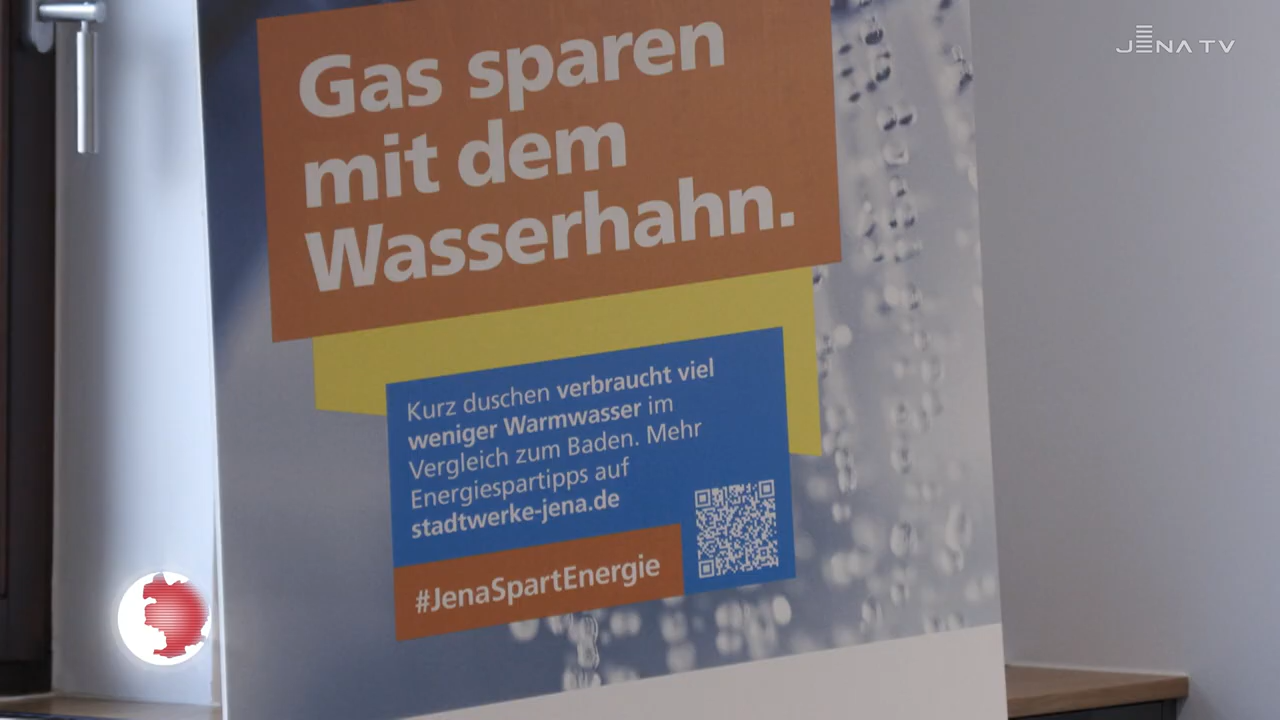 JENA TV
Gas sparen
mit dem
Wasserhahn.
Kurz duschen verbraucht viel
weniger Warmwasser im
Vergleich zum Baden. Mehr
Energiespartipps auf
stadtwerke-jena.de
#JenaSpartEnergie